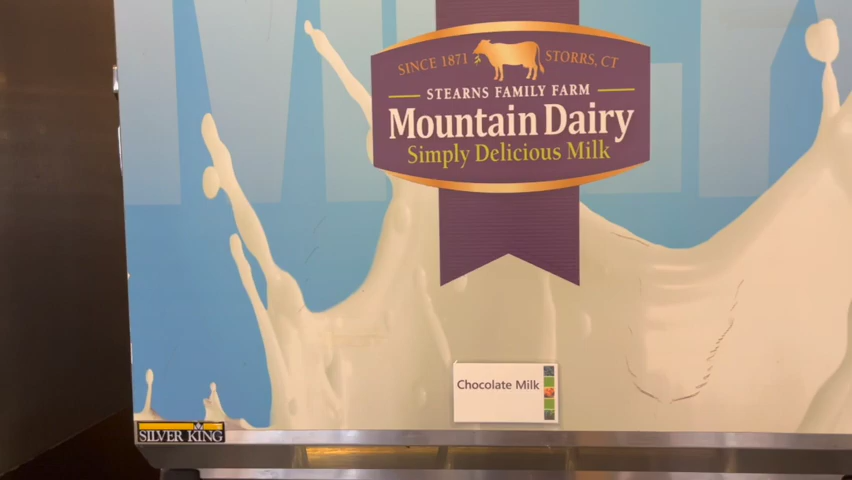 SINCE 1871 STORRS, CT
STEARNS FAMILY FARM
Mountain Dairy
Simply Delicious Milk
Chocolate Milk
SILVER KING